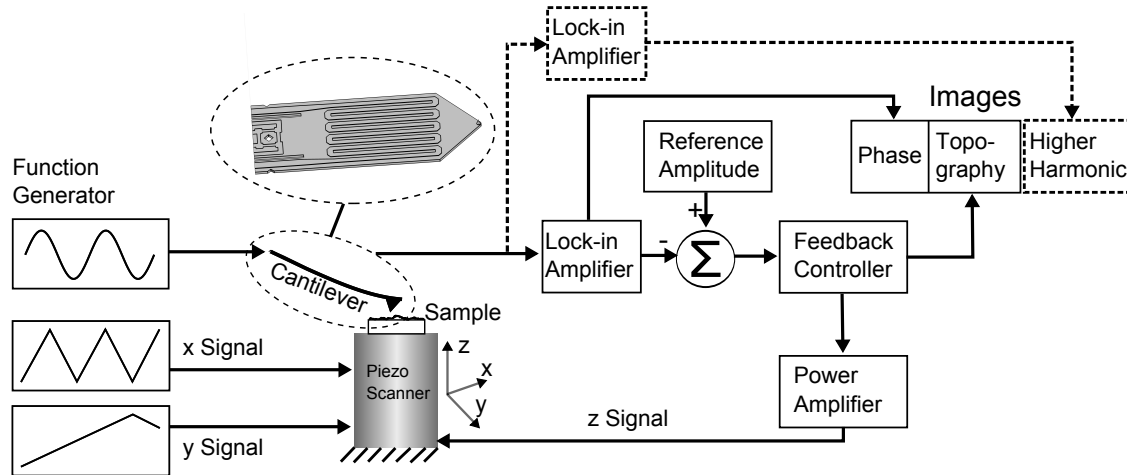 Lock-in
Amplifier
Images
Function
Generator
Reference
Amplitude
Phase
Topo-
graphy
Higher
Harmonic
+
-
Lock-in
Amplifier
Σ
Feedback
Controller
Cantilever
Sample
x Signal
Piezo
Scanner
z
x
y
Power
Amplifier
y Signal
z Signal